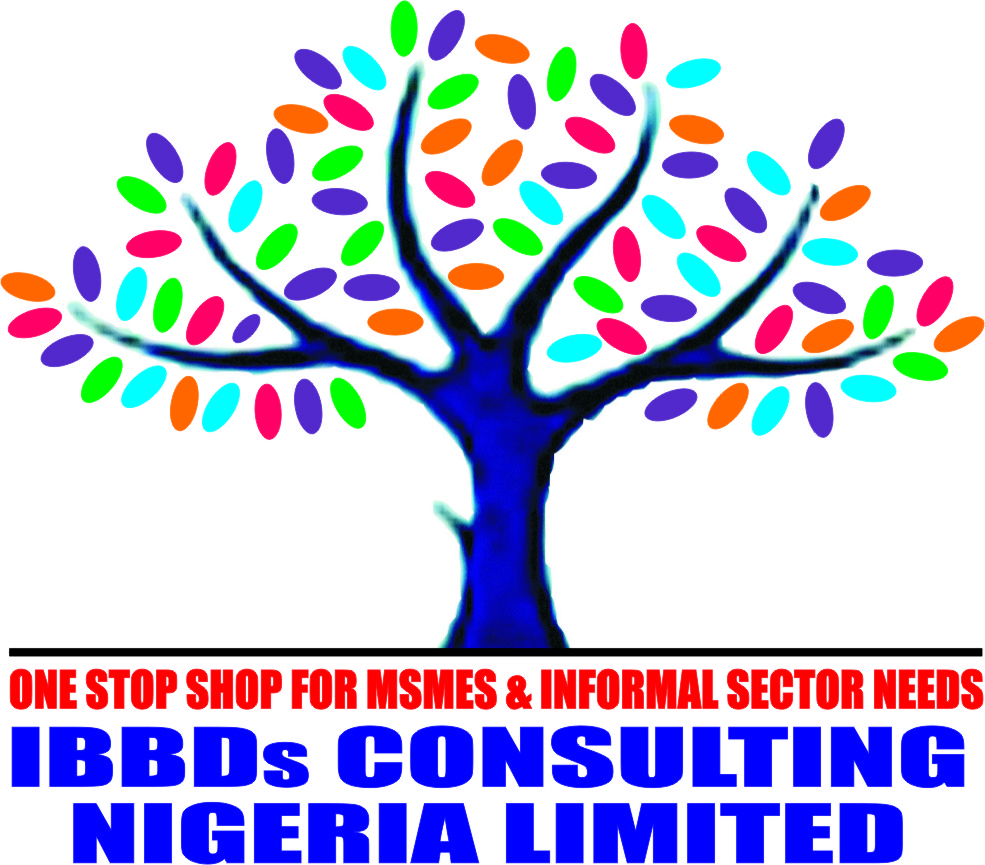 ONE STOP SHOP FOR MSMES & INFORMAL SECTOR NEEDS
IBBDs CONSULTING
NIGERIA LIMITED